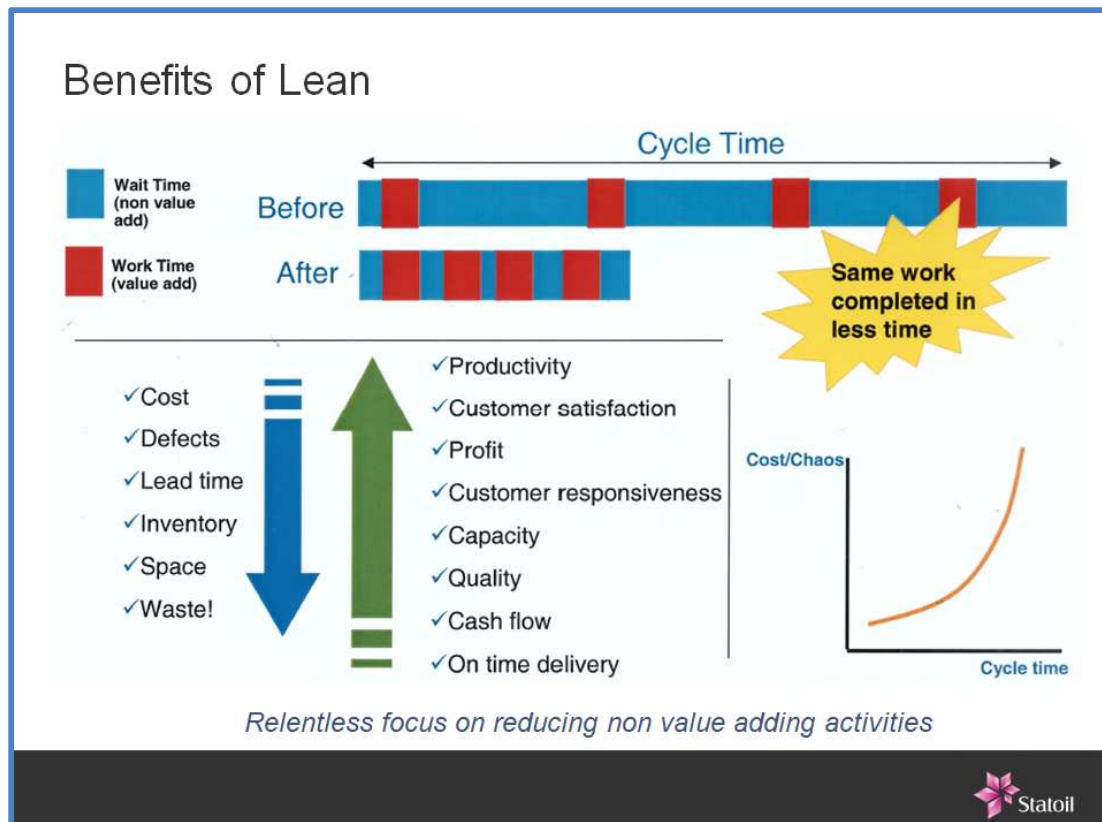 Benefits of Lean
Cycle Time
Wait Time
(non value
add)
Before
Work Time
(value add)
After
Same work
completed in
less time
✓Cost
✓Defects
✓Lead time
✓Inventory
✓Space
✓Waste!
✓Productivity
✓Customer satisfaction
✓Profit
✓Customer responsiveness
✓Capacity
✓Quality
✓Cash flow
✓On time delivery
Cost/Chaos
Cycle time
Relentless focus on reducing non value adding activities
Statoil